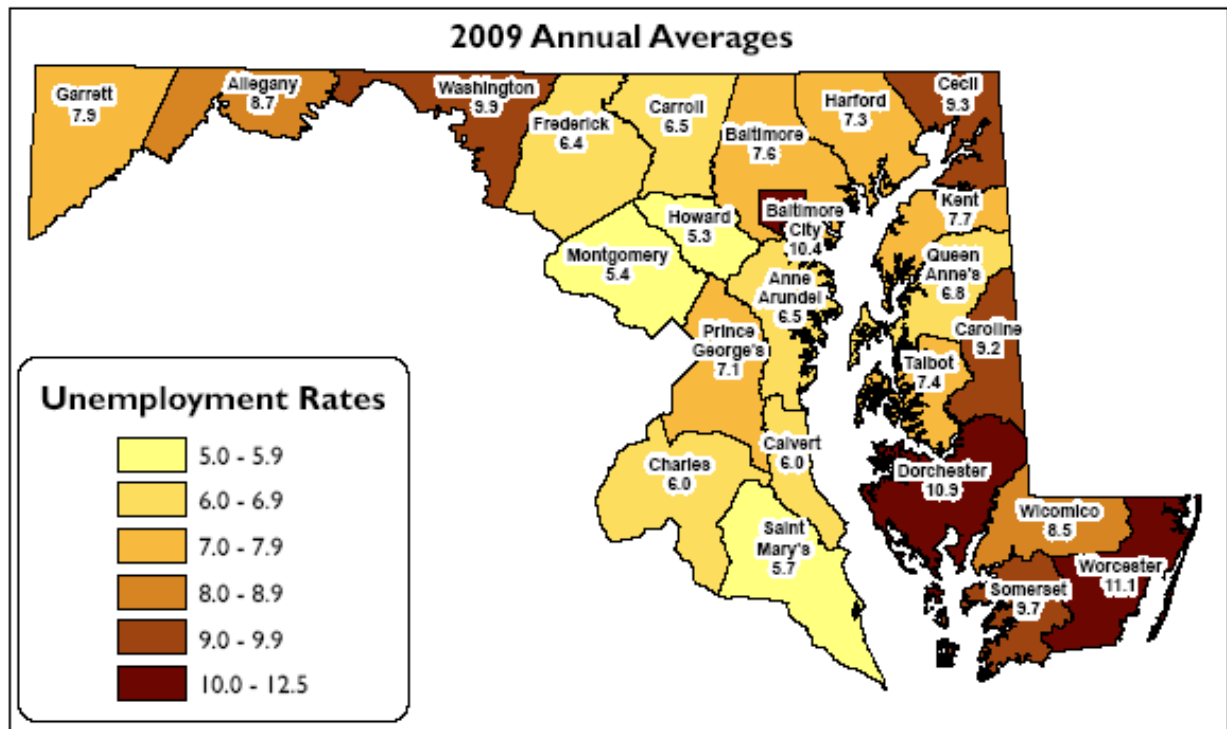 2009 Annual Averages
Garrett
7.9
Allegany
8.7
Washington
9.9
Frederick
6.4
Carroll
6.5
Baltimore
7.6
Harford
7.3
Cecil
9.3
Kent
7.7
Howard
5.3
Baltimore
City
10.4
Montgomery
5.4
Queen
Anne's
6.8
Anne
Arundel
6.5
Caroline
9.2
Prince
George's
7.1
Talbot
7.4
Calvert
6.0
Charles
6.0
Dorchester
10.9
Wicomico
8.5
Saint
Mary's
5.7
Worcester
11.1
Somerset
9.7
Unemployment Rates
5.0 - 5.9
6.0 - 6.9
7.0 - 7.9
8.0 - 8.9
9.0 - 9.9
10.0 - 12.5